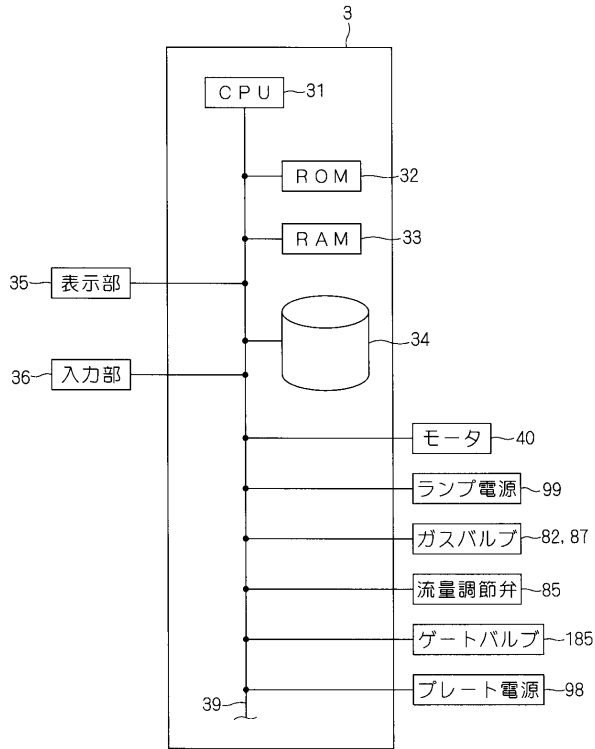 3
CPU 31
ROM 32
RAM 33
35 表示部
34
36 入力部
モータ 40
ランプ電源 99
ガスバルブ 82, 87
流量調節弁 85
ゲートバルブ 185
プレート電源 98
39